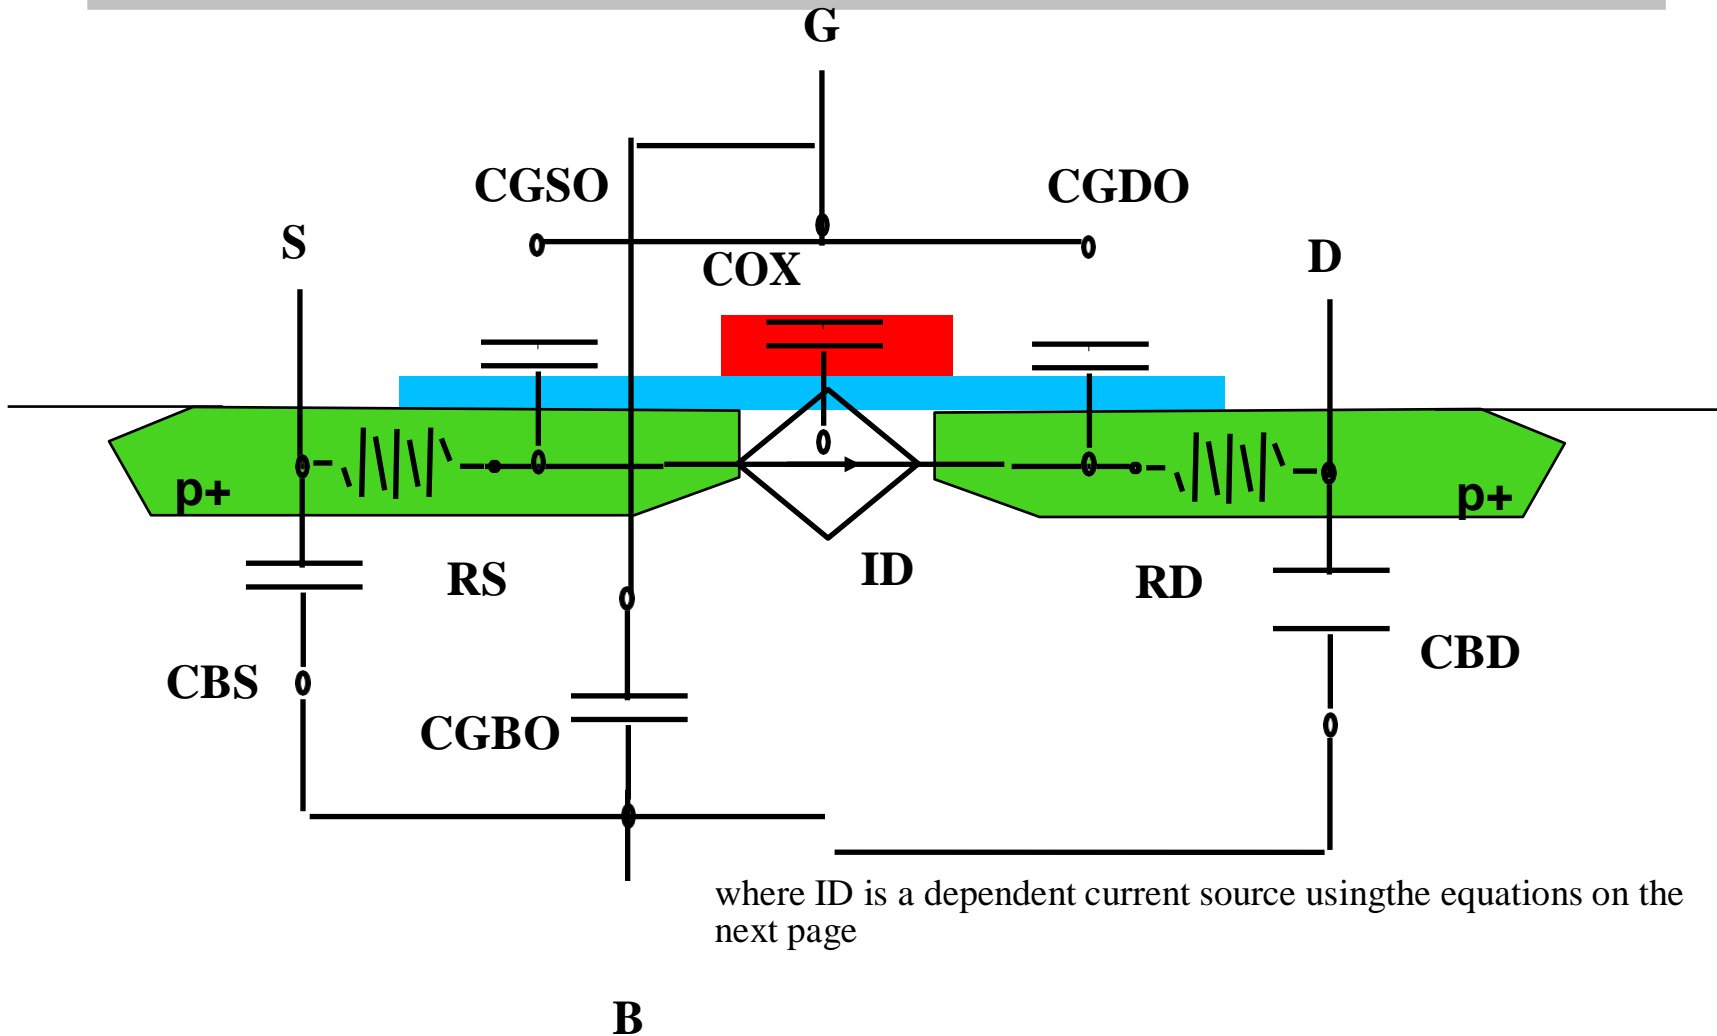 G
CGSO
CGDO
S
COX
D
p+
p+
RS
ID
RD
CBS
CGBO
CBD
where ID is a dependent current source usingthe equations on the
next page
B